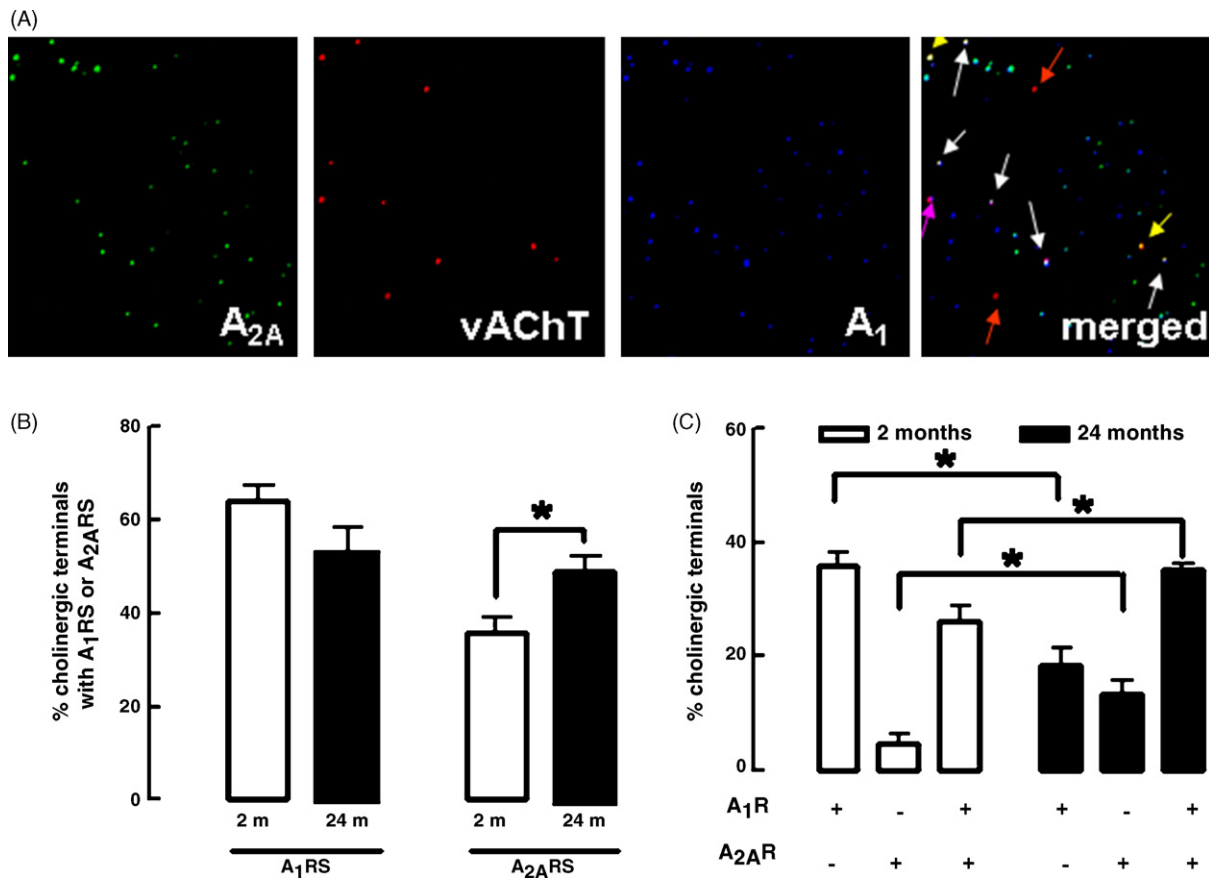 (A)
A2A
vAChT
A1
merged
(B)
% cholinergic terminals
with A1RS or A2ARS
80
60
40
20
0
*
2 m
24 m
2 m
24 m
A1RS
A2ARS
(C)
% cholinergic terminals
60
40
20
0
2 months
24 months
*
*
*
A1R + - + + - +
A2AR - + + - + +